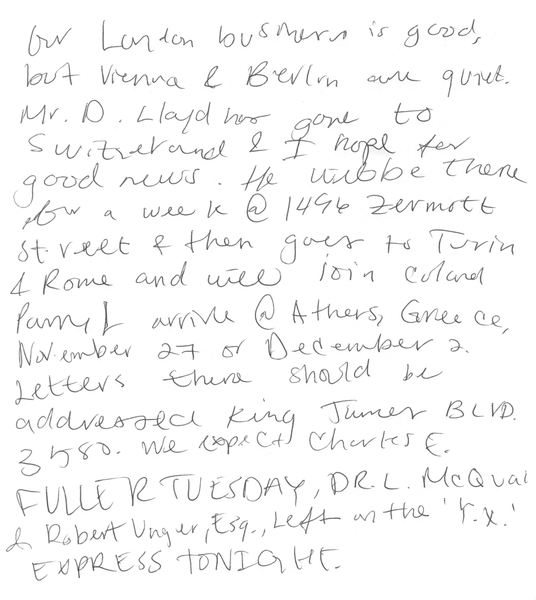 Our London business is good,
but Vienna & Berlin are quiet.
Mr. D. Lloyd has gone to
Switzerland & I hope for
good news. He will be there
for a week @ 1496 Zermott
street & then goes to Turin
& Rome and will join Coland
Parry & arrive @ Athens, Greece,
November 27 or December 2.
Letters there should be
addressed King James BLVD.
3580. We expect Charles E.
FULLER TUESDAY, DR. L. McQuai
& Robert Unger, Esq., Left on the 'Y.X.'
EXPRESS TONIGHT.